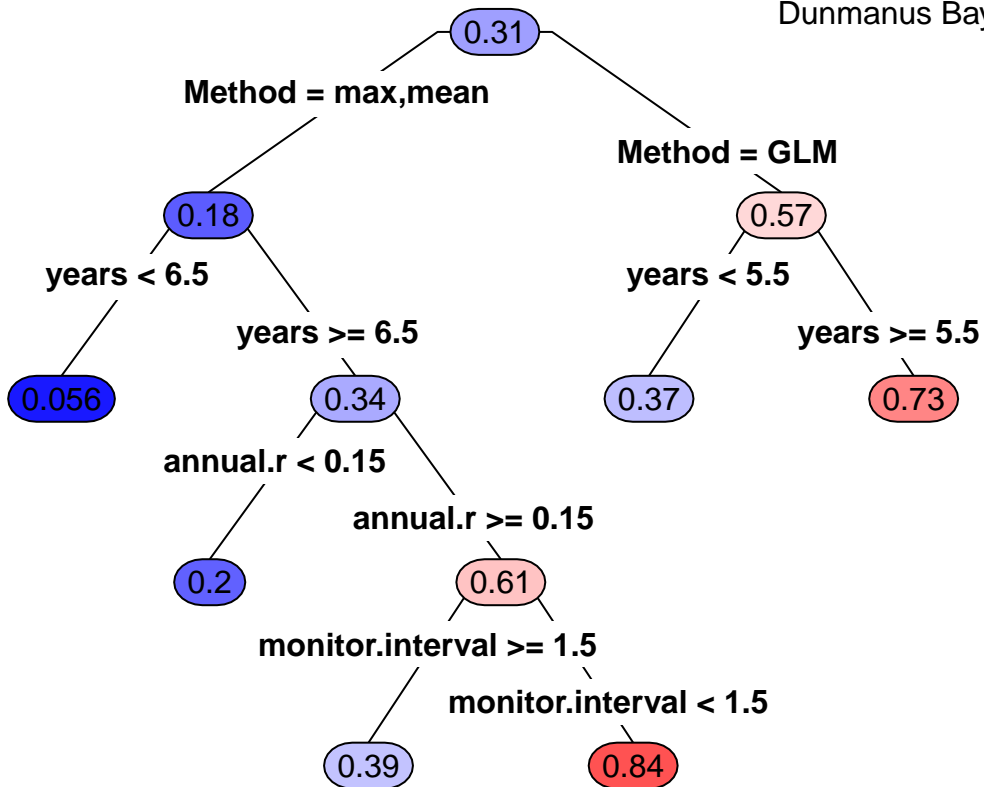 Dunmanus Bay
0.31
Method = max,mean
Method = GLM
0.18
0.57
years < 6.5
years < 5.5
years >= 6.5
years >= 5.5
0.056
0.34
0.37
0.73
annual.r < 0.15
annual.r >= 0.15
0.2
0.61
monitor.interval >= 1.5
monitor.interval < 1.5
0.39
0.84